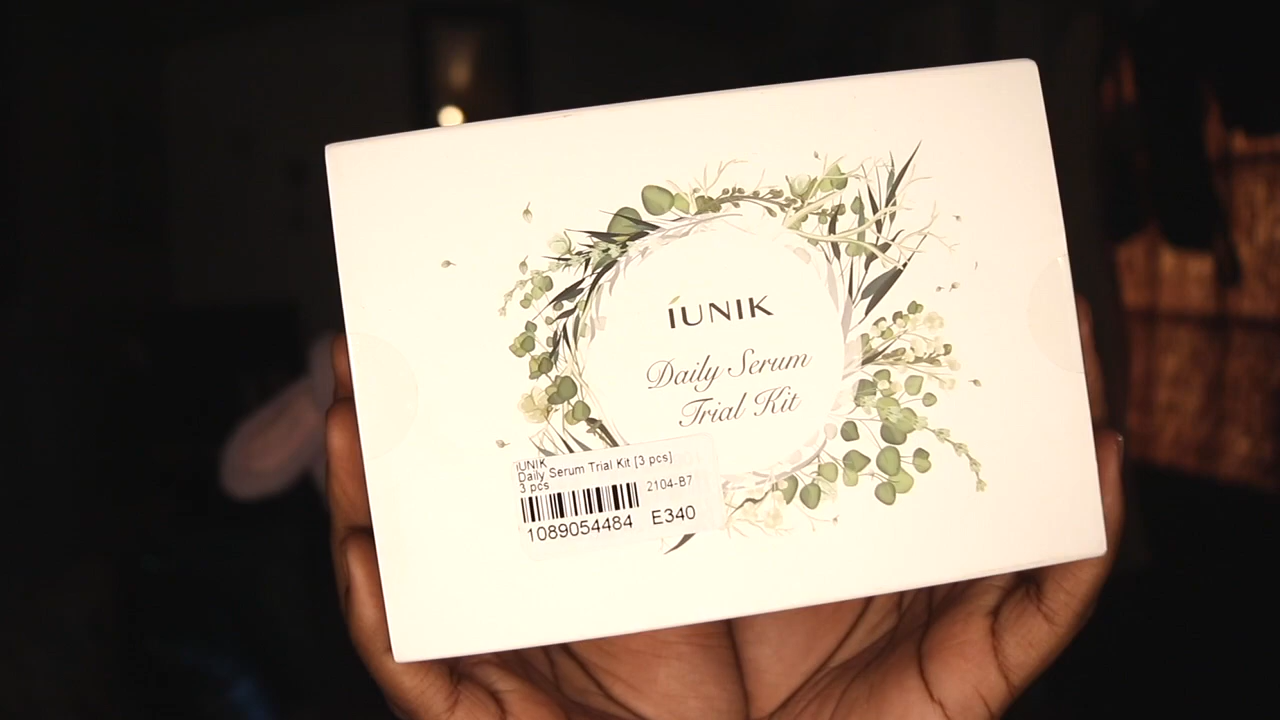 iUNIK
Daily Serum
Trial Kit
iUNIK
Daily Serum Trial Kit [3 pcs]
3 pcs
2104-B7
1089054484 E340